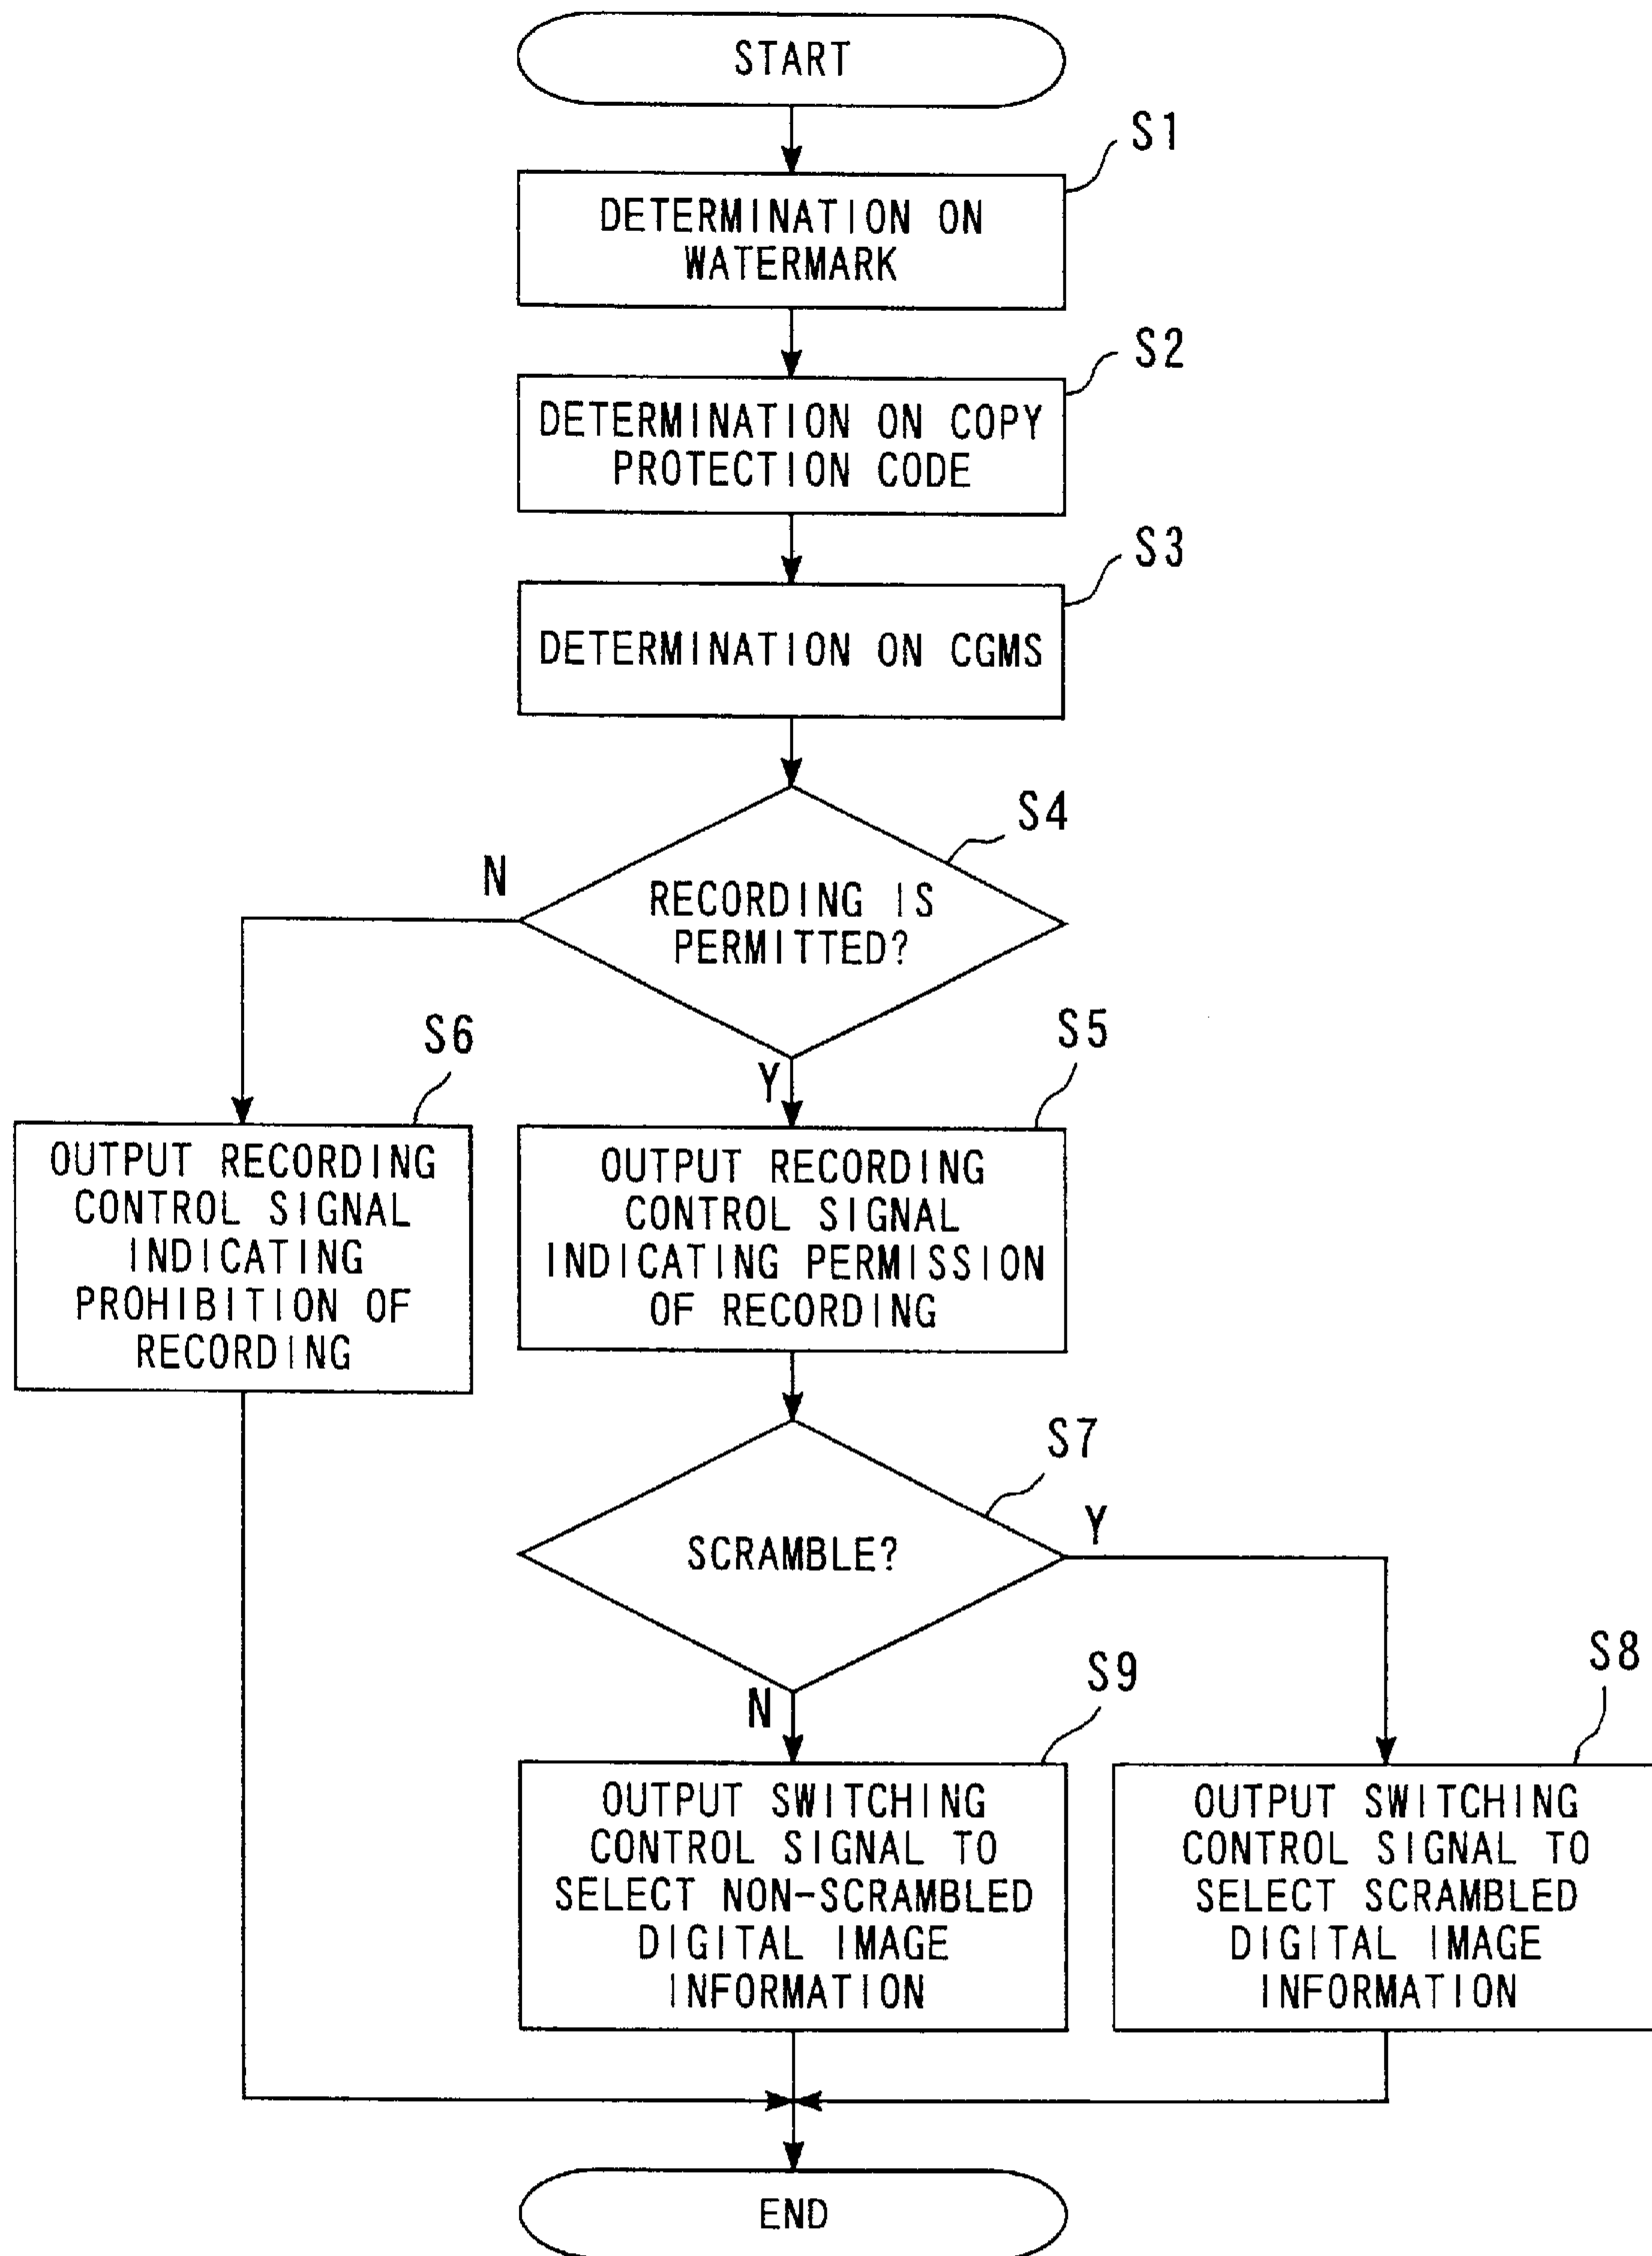 START
S1
DETERMINATION ON
WATERMARK
S2
DETERMINATION ON COPY
PROTECTION CODE
S3
DETERMINATION ON CGMS
S4
N
RECORDING IS
PERMITTED?
Y
S6
OUTPUT RECORDING
CONTROL SIGNAL
INDICATING
PROHIBITION OF
RECORDING
S5
OUTPUT RECORDING
CONTROL SIGNAL
INDICATING PERMISSION
OF RECORDING
S7
SCRAMBLE?
Y
N
S9
OUTPUT SWITCHING
CONTROL SIGNAL TO
SELECT NON-SCRAMBLED
DIGITAL IMAGE
INFORMATION
S8
OUTPUT SWITCHING
CONTROL SIGNAL TO
SELECT SCRAMBLED
DIGITAL IMAGE
INFORMATION
END